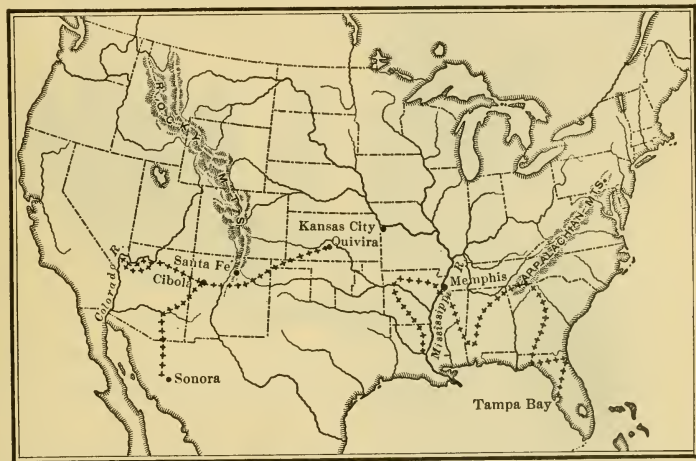 ROCKY MTS
Kansas City
Quivira
Santa Fe
Cibola
Colorado R.
Memphis
Mississippi R.
APPALACHIAN MTS.
Sonora
Tampa Bay